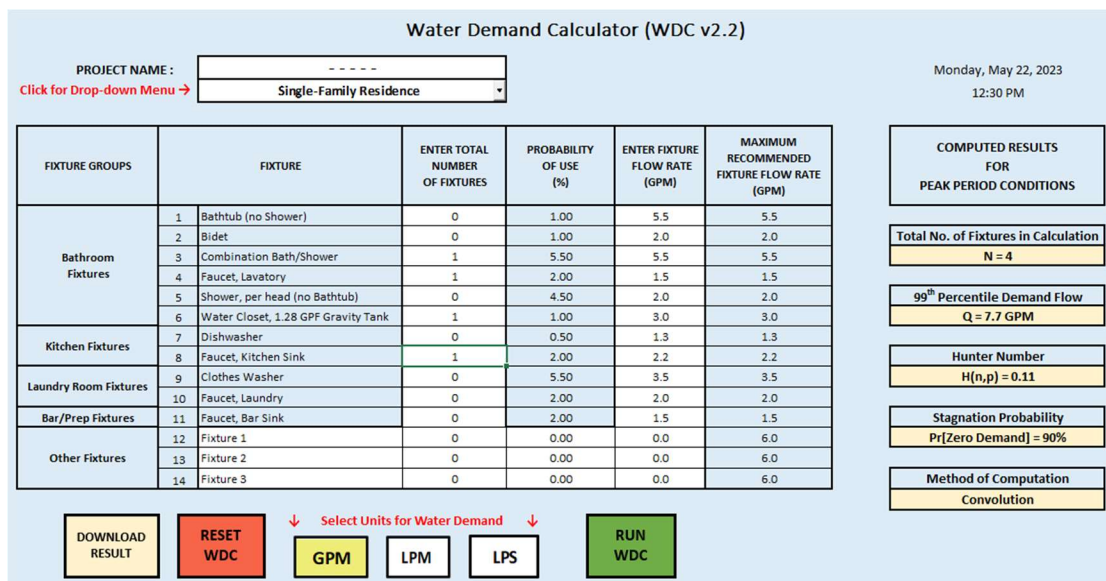 Water Demand Calculator (WDC v2.2)
PROJECT NAME : - - - - -
Monday, May 22, 2023
Click for Drop-down Menu → Single-Family Residence
12:30 PM
FIXTURE GROUPS FIXTURE ENTER TOTAL NUMBER OF FIXTURES PROBABILITY OF USE (%) ENTER FIXTURE FLOW RATE (GPM) MAXIMUM RECOMMENDED FIXTURE FLOW RATE (GPM)
Bathroom Fixtures
1 Bathtub (no Shower) 0 1.00 5.5 5.5
2 Bidet 0 1.00 2.0 2.0
3 Combination Bath/Shower 1 5.50 5.5 5.5
4 Faucet, Lavatory 1 2.00 1.5 1.5
5 Shower, per head (no Bathtub) 0 4.50 2.0 2.0
6 Water Closet, 1.28 GPF Gravity Tank 1 1.00 3.0 3.0
Kitchen Fixtures
7 Dishwasher 0 0.50 1.3 1.3
8 Faucet, Kitchen Sink 1 2.00 2.2 2.2
Laundry Room Fixtures
9 Clothes Washer 0 5.50 3.5 3.5
10 Faucet, Laundry 0 2.00 2.0 2.0
Bar/Prep Fixtures
11 Faucet, Bar Sink 0 2.00 1.5 1.5
Other Fixtures
12 Fixture 1 0 0.00 0.0 6.0
13 Fixture 2 0 0.00 0.0 6.0
14 Fixture 3 0 0.00 0.0 6.0
COMPUTED RESULTS
FOR
PEAK PERIOD CONDITIONS
Total No. of Fixtures in Calculation
N = 4
99th Percentile Demand Flow
Q = 7.7 GPM
Hunter Number
H(n,p) = 0.11
Stagnation Probability
Pr[Zero Demand] = 90%
Method of Computation
Convolution
DOWNLOAD
RESULT
RESET
WDC
↓ Select Units for Water Demand ↓
GPM LPM LPS
RUN
WDC